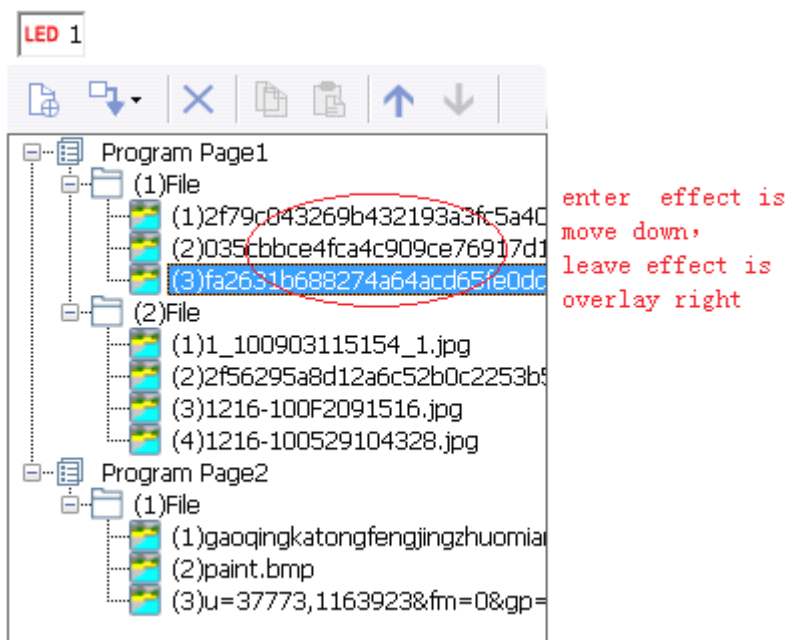 LED 1
Program Page1
(1)File
(1)2f79c043269b432193a3fc5a40
(2)035cbbce4fca4c909ce76917d1
(3)fa2631b688274a64acd65fe0dc
(2)File
(1)1_100903115154_1.jpg
(2)2f56295a8d12a6c52b0c2253b5
(3)1216-100F2091516.jpg
(4)1216-100529104328.jpg
Program Page2
(1)File
(1)gaoqingkatongfengjingzhuomian
(2)paint.bmp
(3)u=37773,1163923&fm=0&gp=
enter effect is
move down,
leave effect is
overlay right